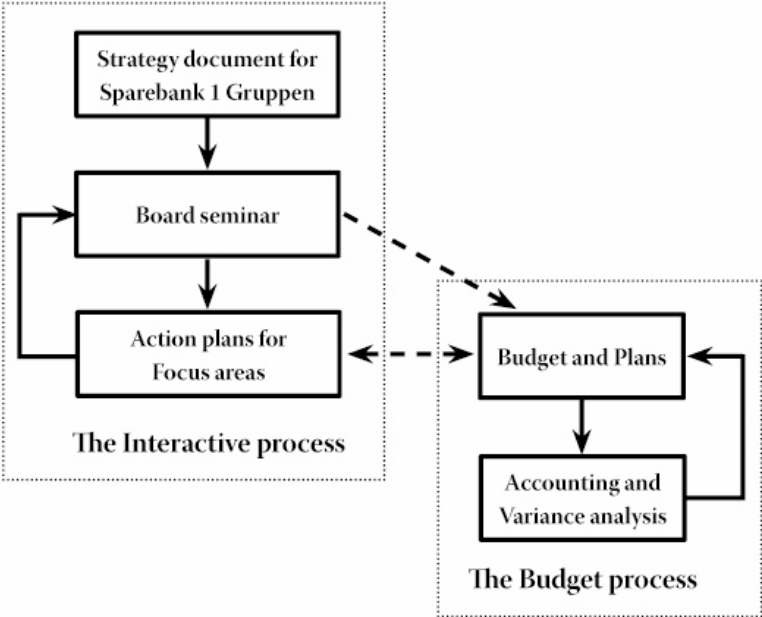 Strategy document for
Sparebank 1 Gruppen
Board seminar
Action plans for
Focus areas
The Interactive process
Budget and Plans
Accounting and
Variance analysis
The Budget process